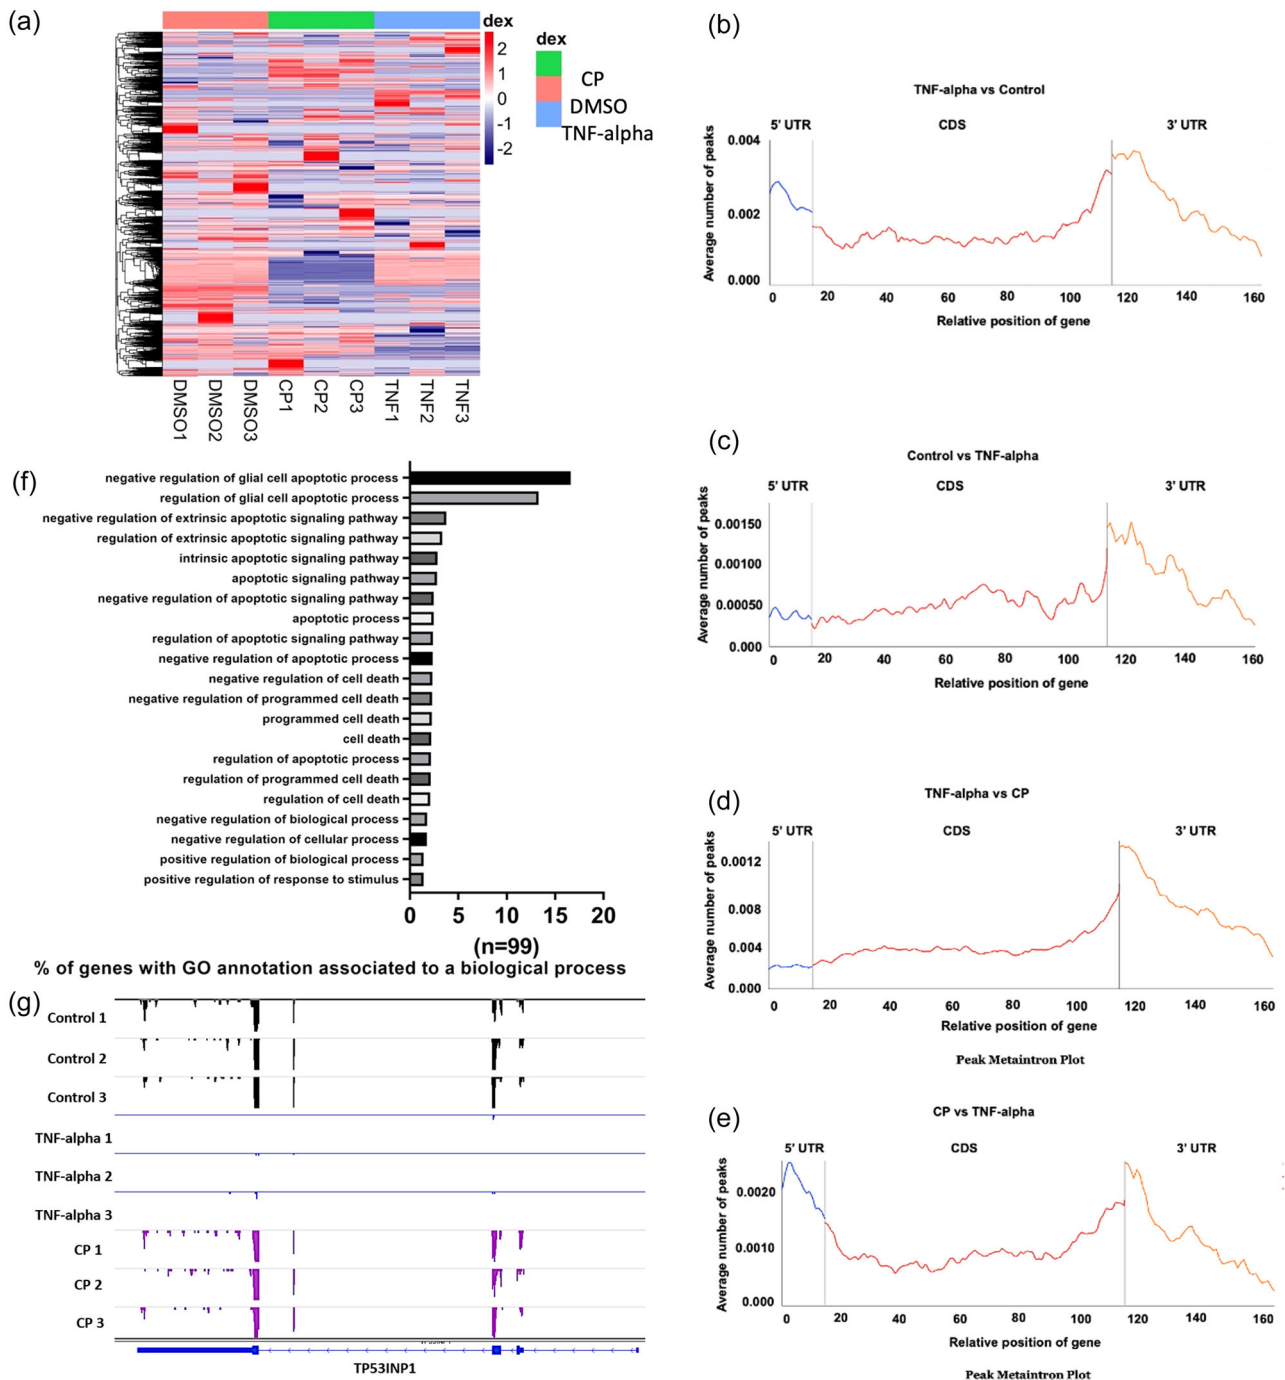 (a)
dex
2
1
0
-1
-2
dex
CP
DMSO
TNF-alpha
DMSO1
DMSO2
DMSO3
CP1
CP2
CP3
TNF1
TNF2
TNF3
(b)
TNF-alpha vs Control
5' UTR
CDS
3' UTR
Average number of peaks
0.004
0.002
0.000
0
20
40
60
80
100
120
140
160
Relative position of gene
(c)
Control vs TNF-alpha
5' UTR
CDS
3' UTR
Average number of peaks
0.00150
0.00100
0.00050
0.000
0
20
40
60
80
100
120
140
160
Relative position of gene
(d)
TNF-alpha vs CP
5' UTR
CDS
3' UTR
Average number of peaks
0.0012
0.008
0.004
0.000
0
20
40
60
80
100
120
140
160
Relative position of gene
Peak Metaintron Plot
(e)
CP vs TNF-alpha
5' UTR
CDS
3' UTR
Average number of peaks
0.0020
0.0010
0.000
0
20
40
60
80
100
120
140
160
Relative position of gene
Peak Metaintron Plot
(f)
negative regulation of glial cell apoptotic process
regulation of glial cell apoptotic process
negative regulation of extrinsic apoptotic signaling pathway
regulation of extrinsic apoptotic signaling pathway
intrinsic apoptotic signaling pathway
apoptotic signaling pathway
negative regulation of apoptotic signaling pathway
apoptotic process
regulation of apoptotic signaling pathway
negative regulation of apoptotic process
negative regulation of cell death
negative regulation of programmed cell death
programmed cell death
cell death
regulation of apoptotic process
regulation of programmed cell death
regulation of cell death
negative regulation of biological process
negative regulation of cellular process
positive regulation of biological process
positive regulation of response to stimulus
0
5
10
15
20
(n=99)
% of genes with GO annotation associated to a biological process
(g)
Control 1
Control 2
Control 3
TNF-alpha 1
TNF-alpha 2
TNF-alpha 3
CP 1
CP 2
CP 3
TP53INP1